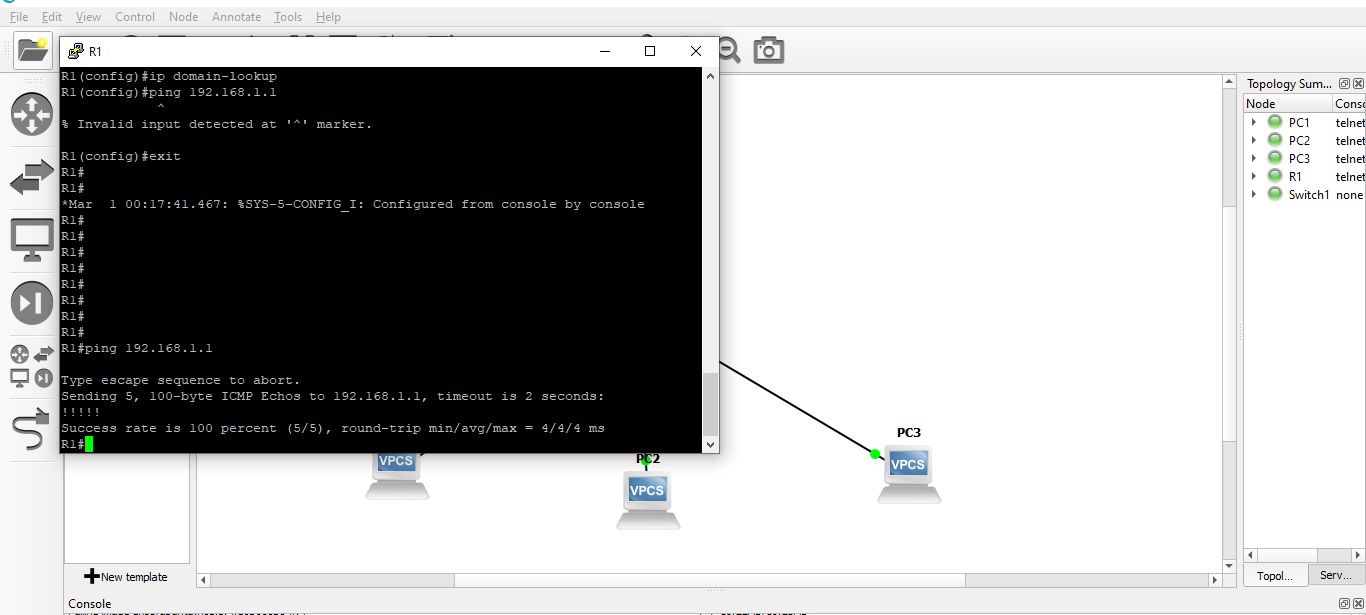 File Edit View Control Node Annotate Tools Help
R1
R1(config)#ip domain-lookup
R1(config)#ping 192.168.1.1
^
% Invalid input detected at '^' marker.
R1(config)#exit
R1#
R1#
*Mar  1 00:17:41.467: %SYS-5-CONFIG_I: Configured from console by console
R1#
R1#
R1#
R1#
R1#
R1#
R1#
R1#
R1#ping 192.168.1.1
Type escape sequence to abort.
Sending 5, 100-byte ICMP Echos to 192.168.1.1, timeout is 2 seconds:
!!!!!
Success rate is 100 percent (5/5), round-trip min/avg/max = 4/4/4 ms
R1#
VPCS
PC2
VPCS
PC3
VPCS
New template
Console
Topology Sum...
Node Conso
PC1 telnet
PC2 telnet
PC3 telnet
R1 telnet
Switch1 none
Topol... Serv...